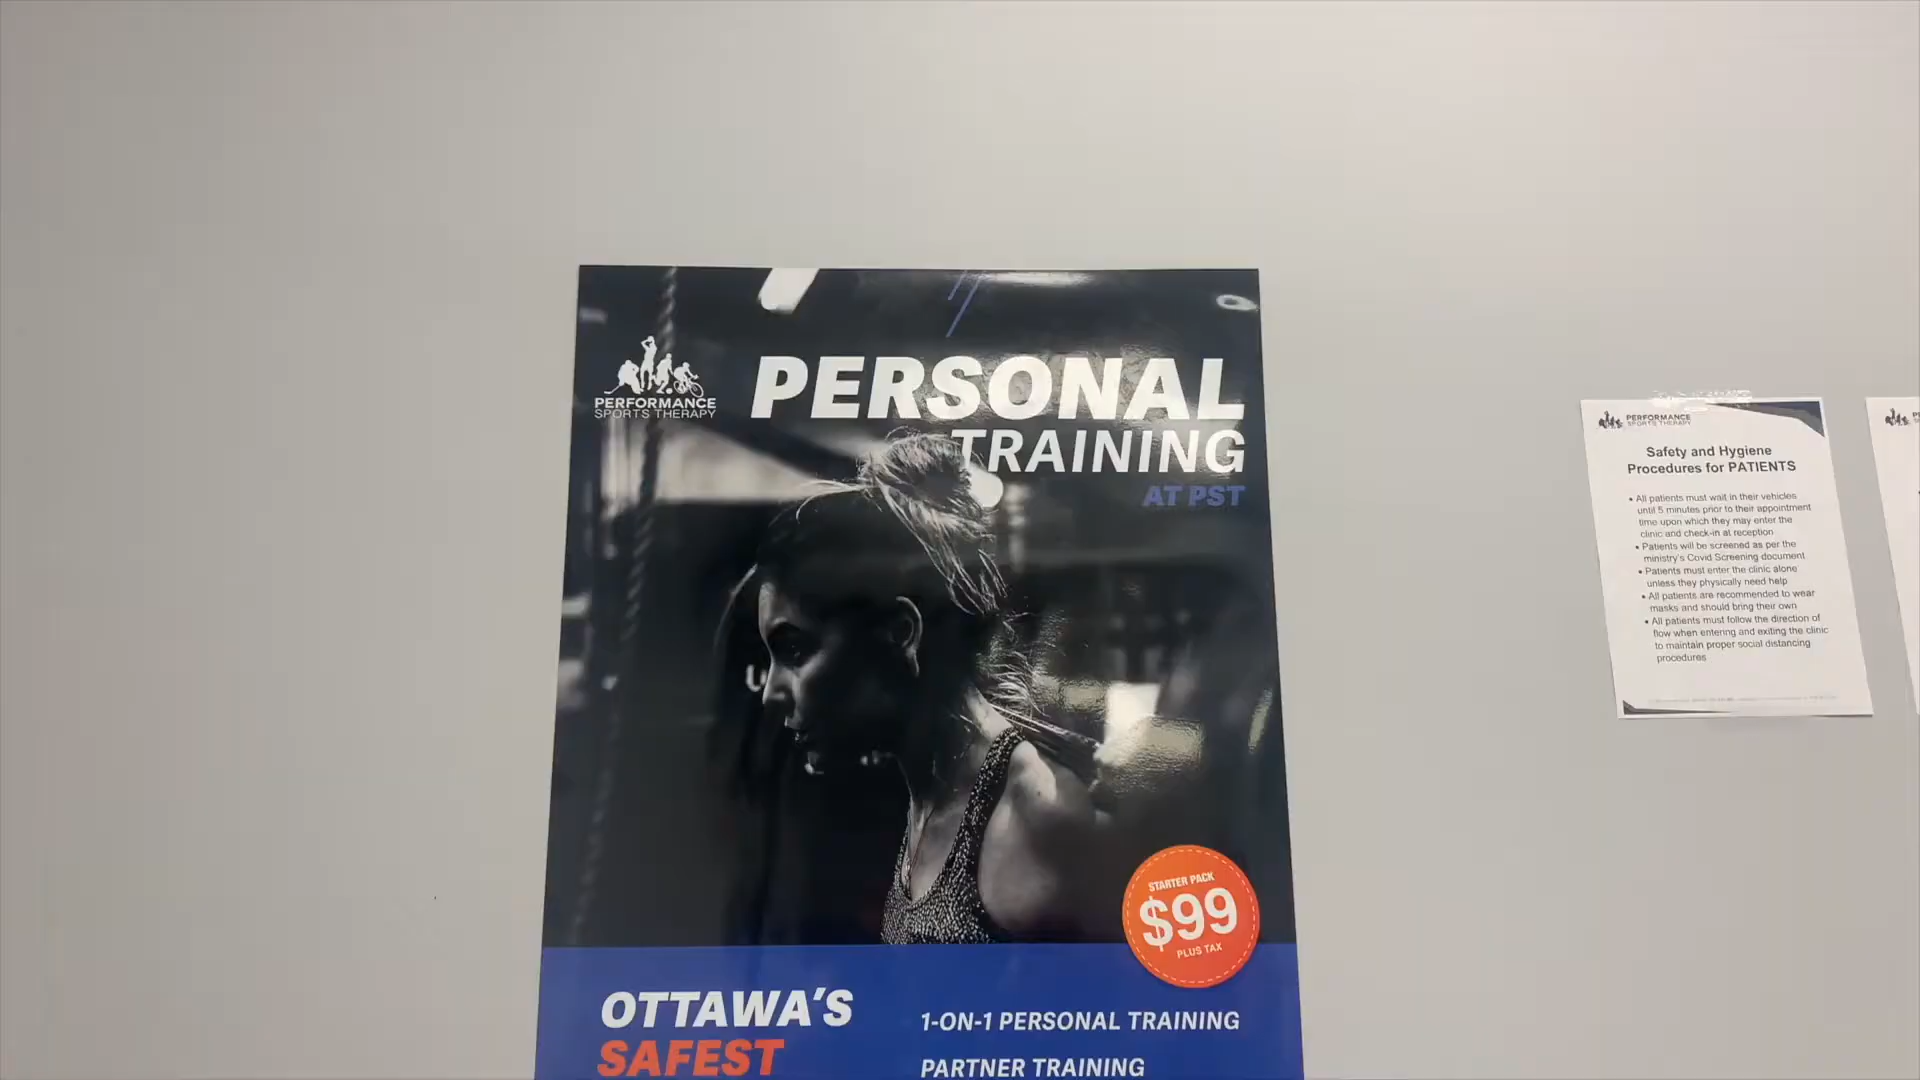 PERFORMANCE
SPORTS THERAPY
PERSONAL
TRAINING
AT PST
STARTER PACK
$99
PLUS TAX
OTTAWA'S
SAFEST
1-ON-1 PERSONAL TRAINING
PARTNER TRAINING
PERFORMANCE
SPORTS THERAPY
Safety and Hygiene
Procedures for PATIENTS
• All patients must wait in their vehicles
until 5 minutes prior to their appointment
time upon which they may enter the
clinic and check-in at reception
• Patients will be screened as per the
ministry's Covid Screening document
• Patients must enter the clinic alone
unless they physically need help
• All patients are recommended to wear
masks and should bring their own
• All patients must follow the direction of
flow when entering and exiting the clinic
to maintain proper social distancing
procedures